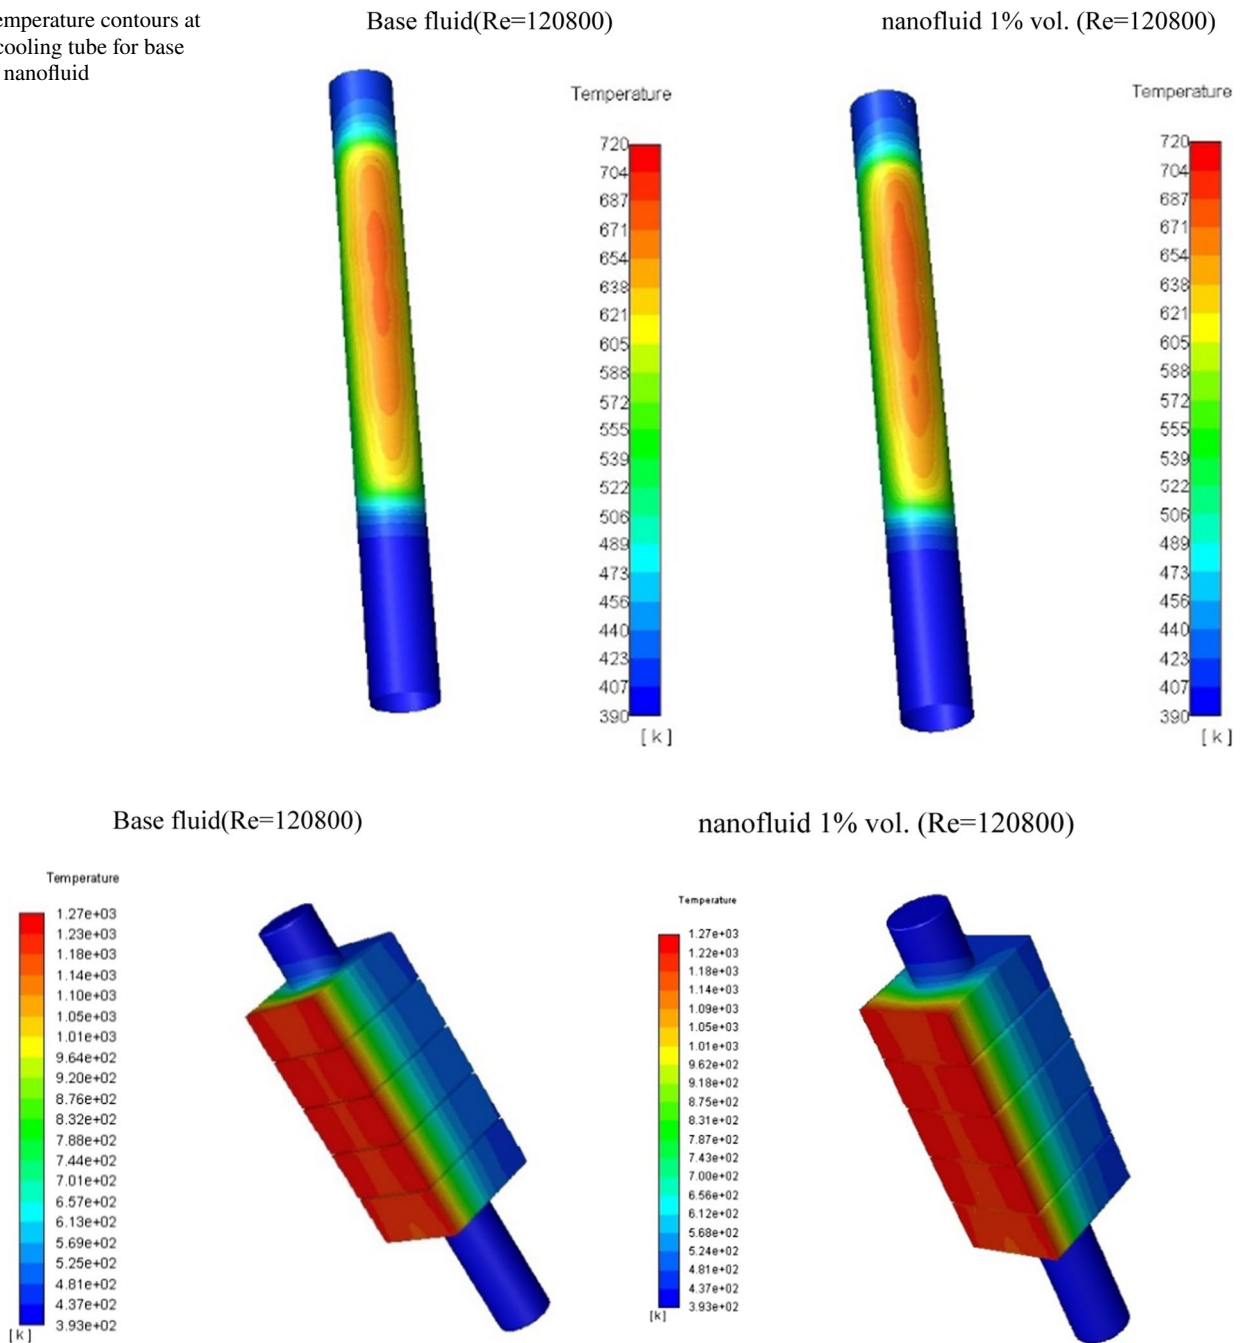 emperature contours at
cooling tube for base
nanofluid
Base fluid(Re=120800)
nanofluid 1% vol. (Re=120800)
Temperature
720
704
687
671
654
638
621
605
588
572
555
539
522
506
489
473
456
440
423
407
390
[ k ]
Temperature
720
704
687
671
654
638
621
605
588
572
555
539
522
506
489
473
456
440
423
407
390
[ k ]
Base fluid(Re=120800)
nanofluid 1% vol. (Re=120800)
Temperature
1.27e+03
1.23e+03
1.18e+03
1.14e+03
1.10e+03
1.05e+03
1.01e+03
9.64e+02
9.20e+02
8.76e+02
8.32e+02
7.88e+02
7.44e+02
7.01e+02
6.57e+02
6.13e+02
5.69e+02
5.25e+02
4.81e+02
4.37e+02
3.93e+02
[k]
Temperature
1.27e+03
1.22e+03
1.18e+03
1.14e+03
1.09e+03
1.05e+03
1.01e+03
9.62e+02
9.18e+02
8.75e+02
8.31e+02
7.87e+02
7.43e+02
7.00e+02
6.56e+02
6.12e+02
5.68e+02
5.24e+02
4.81e+02
4.37e+02
3.93e+02
[k]